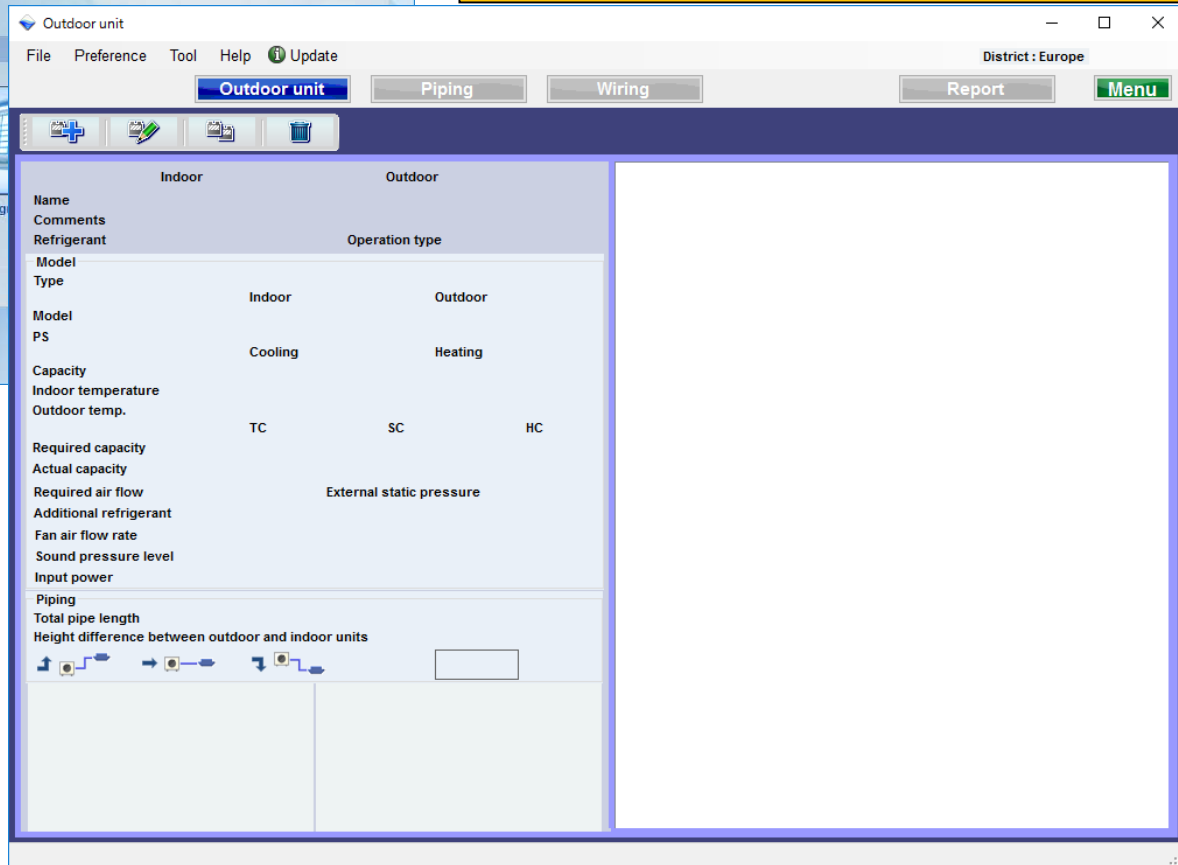 Outdoor unit
File Preference Tool Help Update District : Europe
Outdoor unit Piping Wiring Report Menu
Indoor Outdoor
Name
Comments
Refrigerant Operation type
Model
Type
Indoor Outdoor
Model
PS
Cooling Heating
Capacity
Indoor temperature
Outdoor temp.
TC SC HC
Required capacity
Actual capacity
Required air flow External static pressure
Additional refrigerant
Fan air flow rate
Sound pressure level
Input power
Piping
Total pipe length
Height difference between outdoor and indoor units